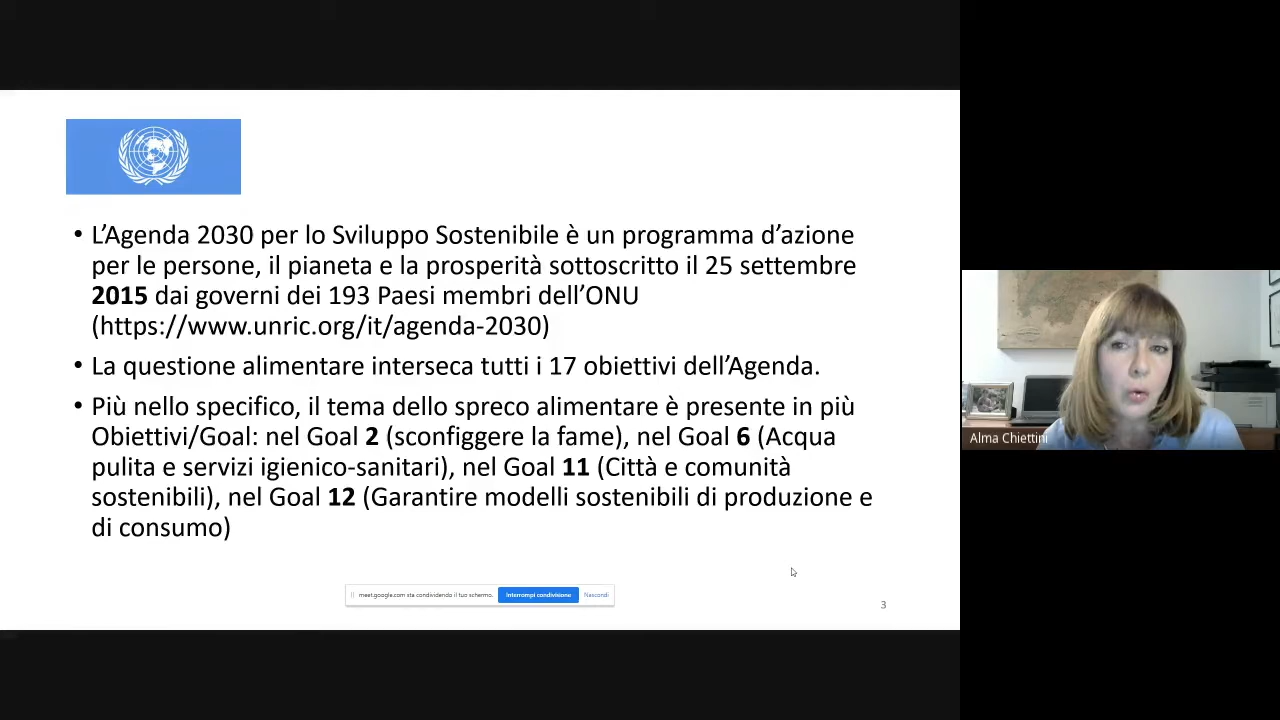 • L’Agenda 2030 per lo Sviluppo Sostenibile è un programma d’azione
per le persone, il pianeta e la prosperità sottoscritto il 25 settembre
2015 dai governi dei 193 Paesi membri dell’ONU
(https://www.unric.org/it/agenda-2030)
• La questione alimentare interseca tutti i 17 obiettivi dell’Agenda.
• Più nello specifico, il tema dello spreco alimentare è presente in più
Obiettivi/Goal: nel Goal 2 (sconfiggere la fame), nel Goal 6 (Acqua
pulita e servizi igienico-sanitari), nel Goal 11 (Città e comunità
sostenibili), nel Goal 12 (Garantire modelli sostenibili di produzione e
di consumo)
meet.google.com sta condividendo il tuo schermo.
Interrompi condivisione
Nascondi
3
Alma Chiettini